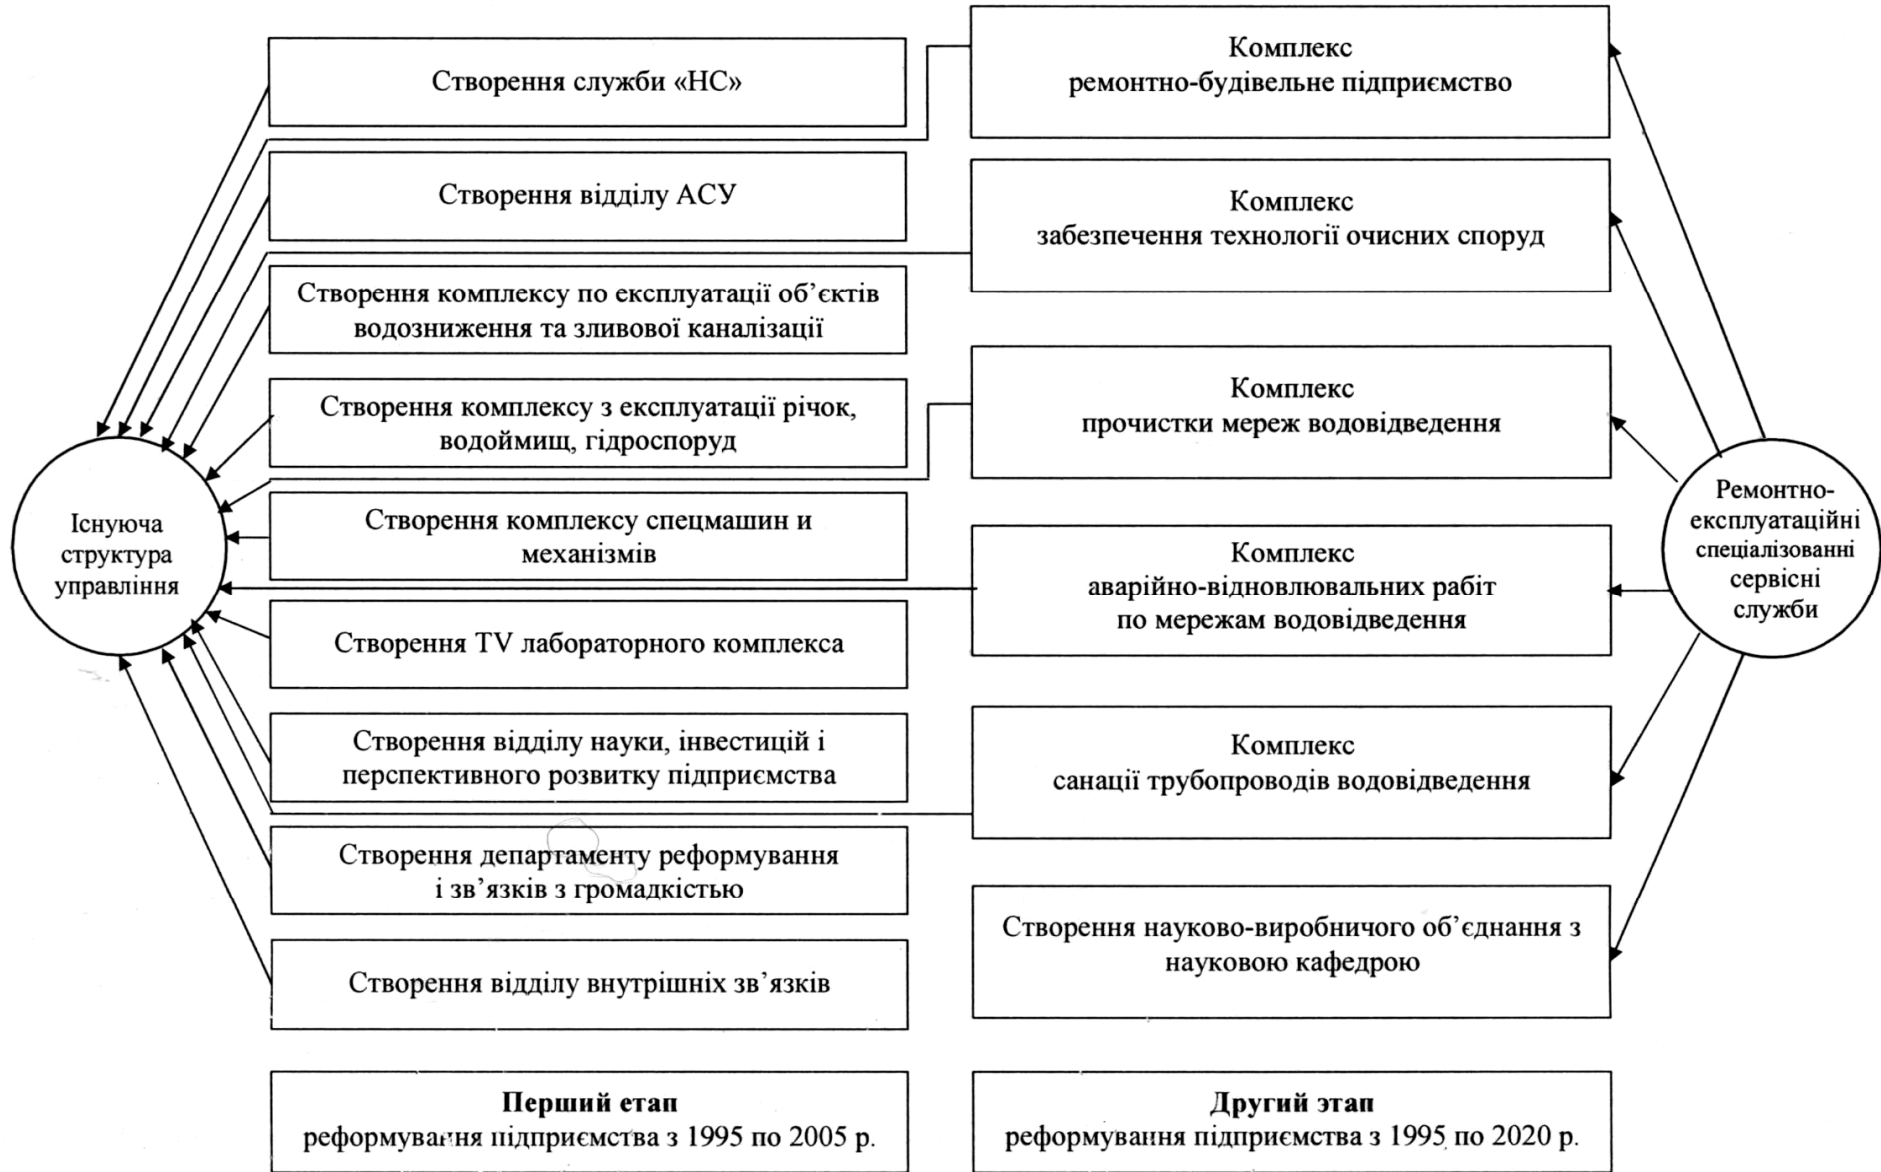 Створення служби «НС»
Створення відділу АСУ
Створення комплексу по експлуатації об’єктів
водозниження та зливової каналізації
Створення комплексу з експлуатації річок,
водоймищ, гідроспоруд
Створення комплексу спецмашин и
механізмів
Створення TV лабораторного комплекса
Створення відділу науки, інвестицій і
перспективного розвитку підприємства
Створення департаменту реформування
і зв’язків з громадкістью
Створення відділу внутрішніх зв’язків
Існуюча
структура
управління
Комплекс
ремонтно-будівельне підприємство
Комплекс
забезпечення технології очисних споруд
Комплекс
прочистки мереж водовідведення
Комплекс
аварійно-відновлювальних рабіт
по мережам водовідведення
Комплекс
санації трубопроводів водовідведення
Створення науково-виробничого об’єднання з
науковою кафедрою
Ремонтно-
експлуатаційні
спеціалізованні
сервісні
служби
Перший етап
реформування підприємства з 1995 по 2005 р.
Другий этап
реформування підприємства з 1995 по 2020 р.